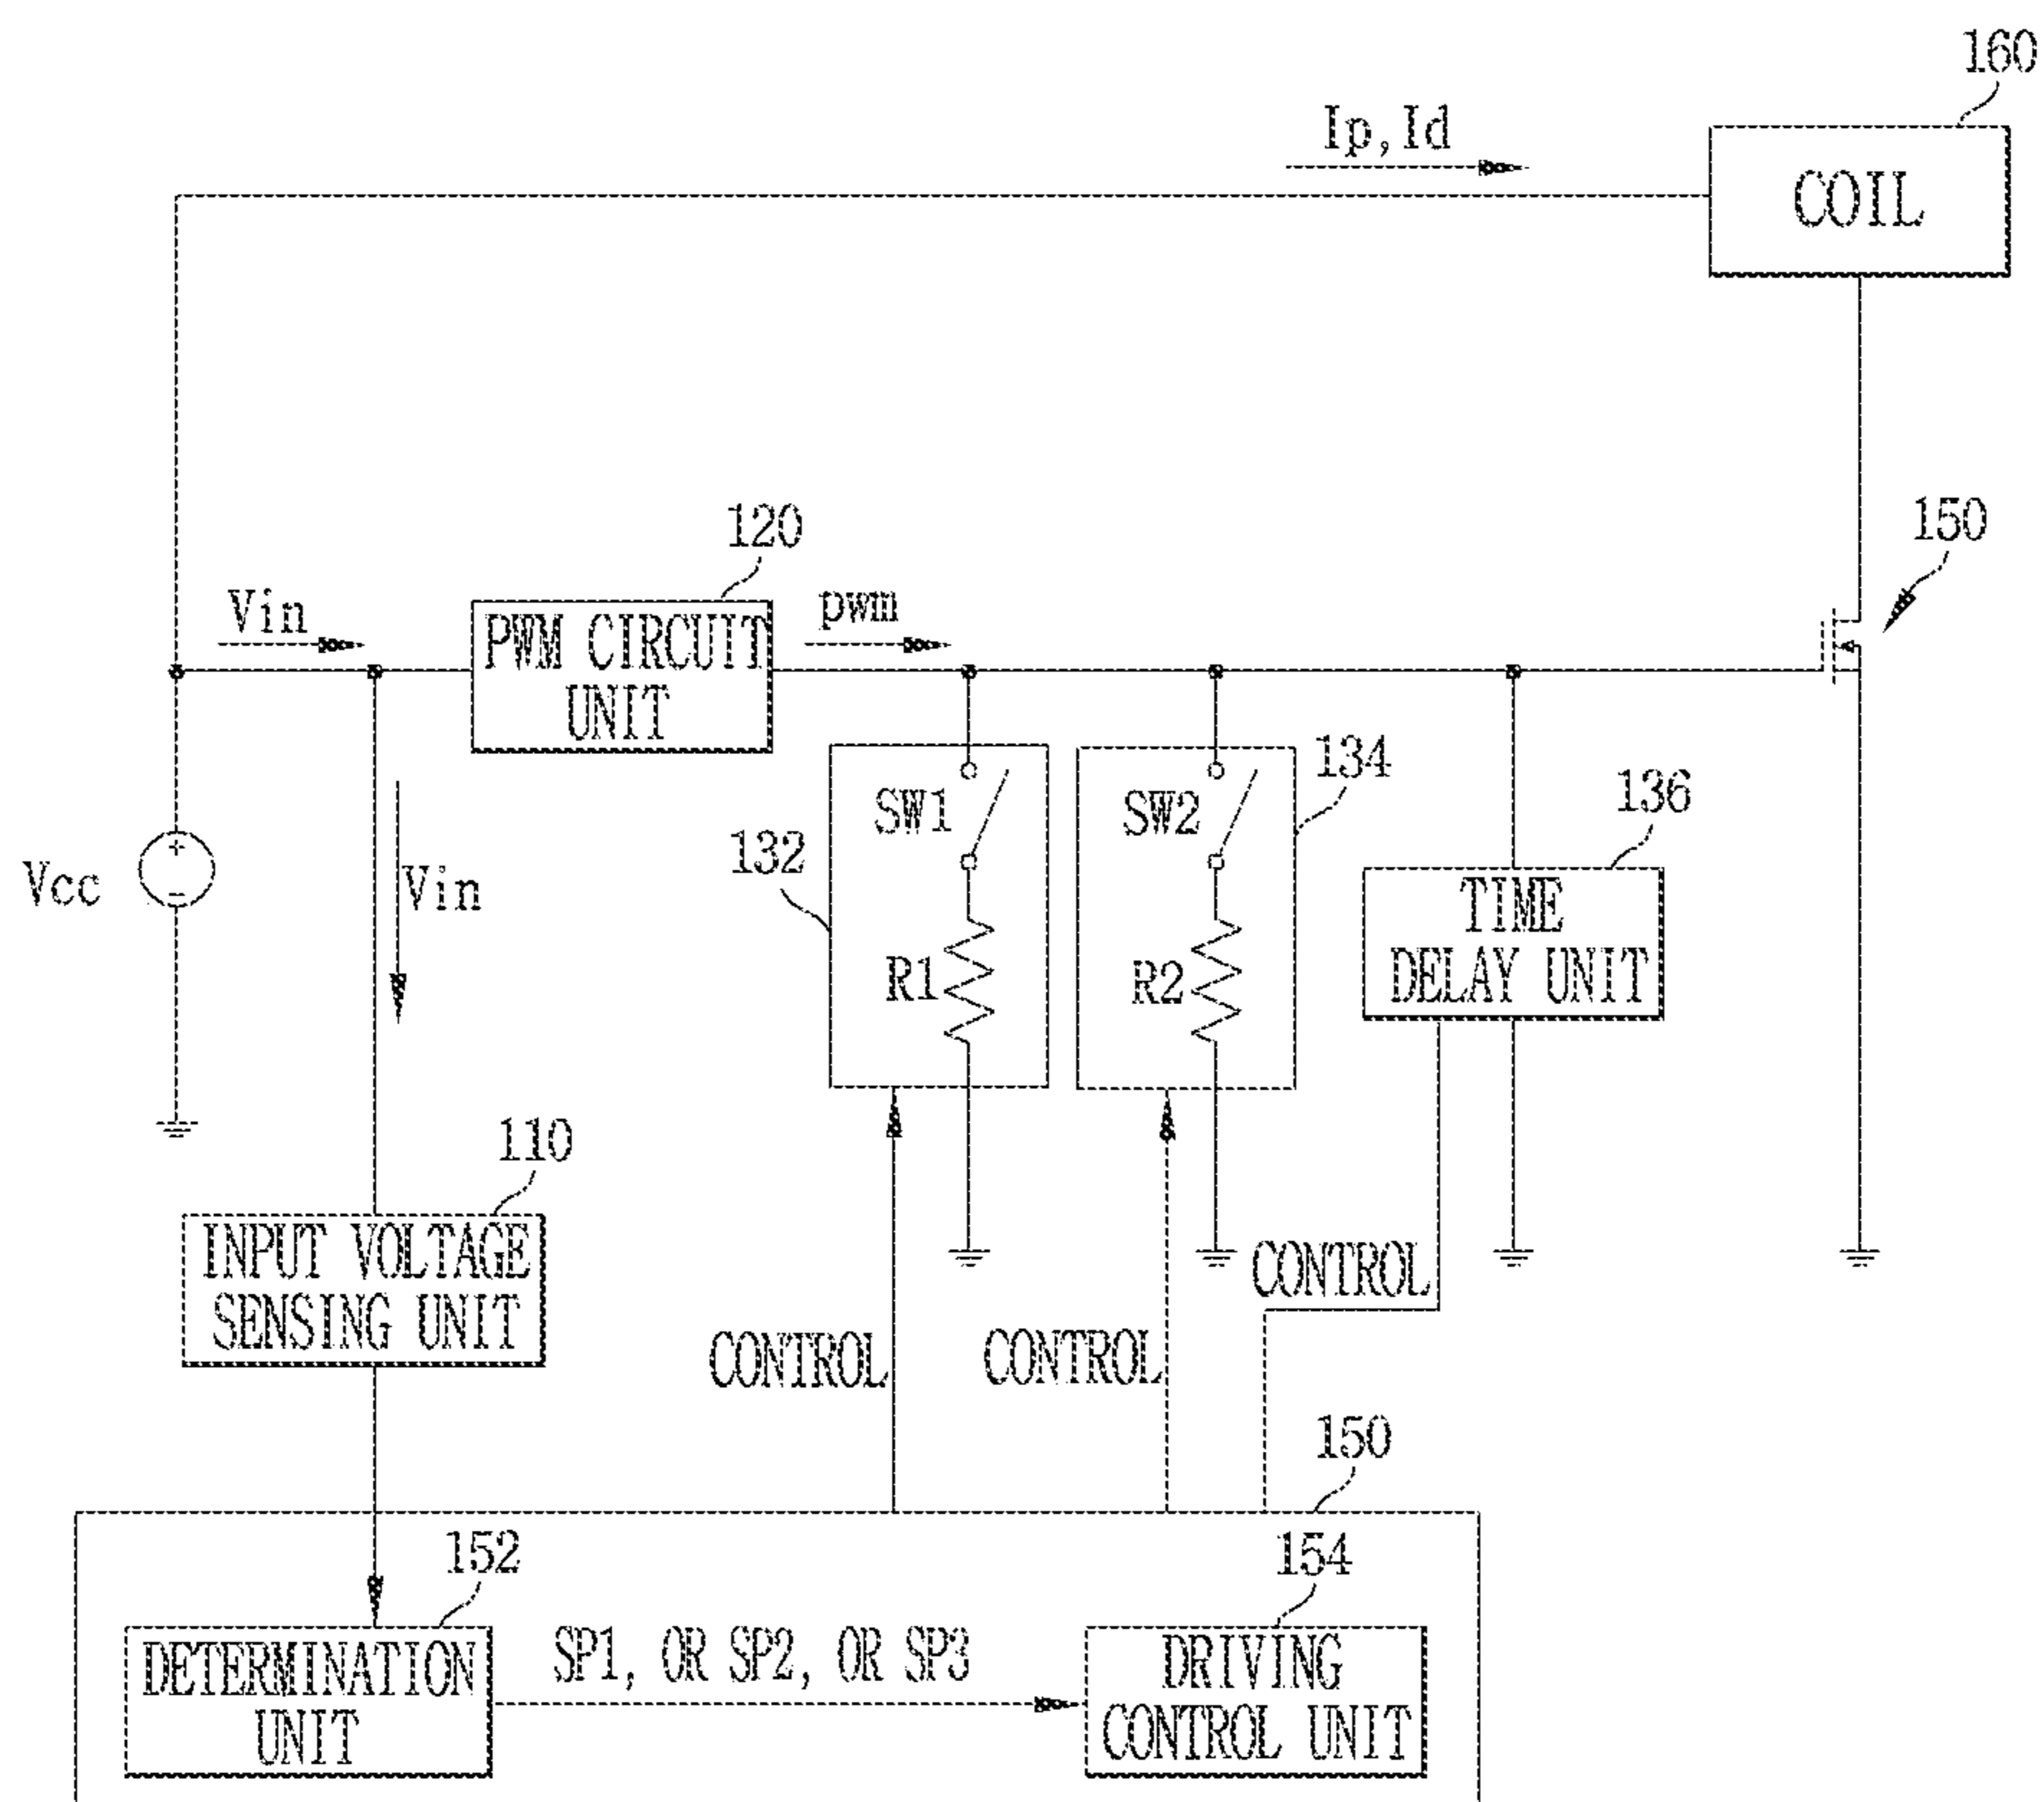 160
Ip,Id
COIL
120
150
Vin
pwm
PWM CIRCUIT
UNIT
134
136
SW1
SW2
132
Vcc
+
-
Vin
TIME
DELAY UNIT
R1
R2
110
INPUT VOLTAGE
SENSING UNIT
CONTROL
CONTROL
CONTROL
150
152
154
DETERMINATION
UNIT
SP1, OR SP2, OR SP3
DRIVING
CONTROL UNIT